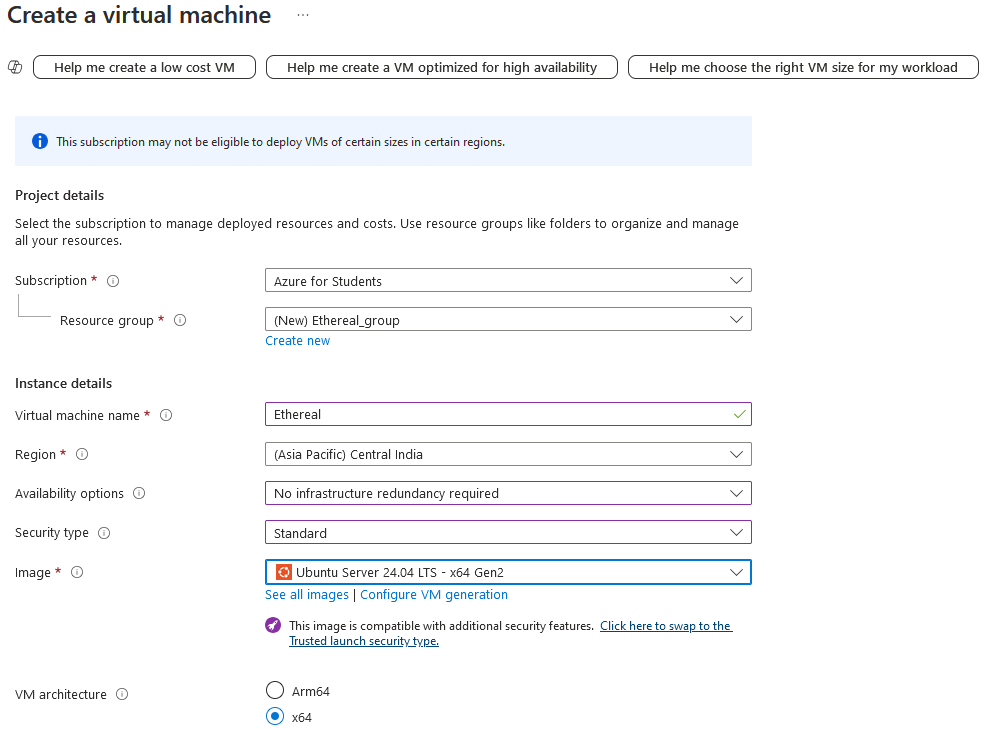 Create a virtual machine ...
Help me create a low cost VM
Help me create a VM optimized for high availability
Help me choose the right VM size for my workload
This subscription may not be eligible to deploy VMs of certain sizes in certain regions.
Project details
Select the subscription to manage deployed resources and costs. Use resource groups like folders to organize and manage
all your resources.
Subscription *
Azure for Students
Resource group *
(New) Ethereal_group
Create new
Instance details
Virtual machine name *
Ethereal
Region *
(Asia Pacific) Central India
Availability options
No infrastructure redundancy required
Security type
Standard
Image *
Ubuntu Server 24.04 LTS - x64 Gen2
See all images | Configure VM generation
This image is compatible with additional security features. Click here to swap to the
Trusted launch security type.
VM architecture
Arm64
x64